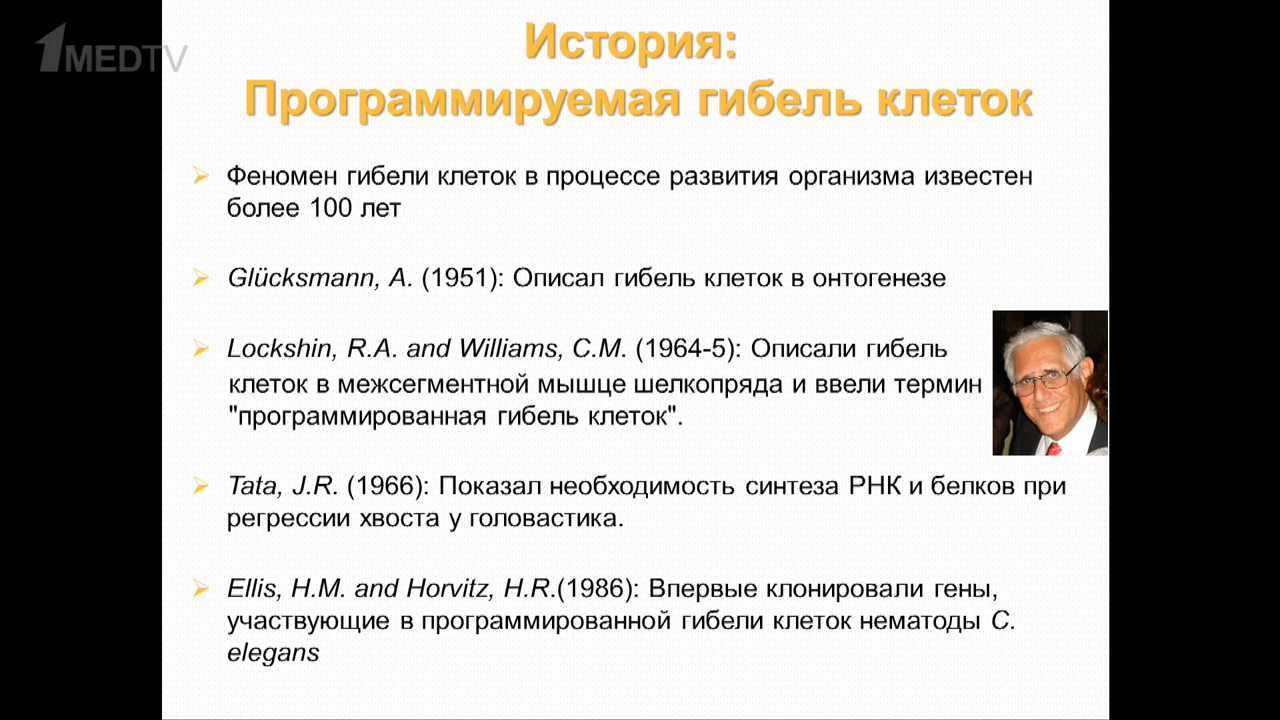 1MEDTV
История:
Программируемая гибель клеток
Феномен гибели клеток в процессе развития организма известен
более 100 лет
Glücksmann, A. (1951): Описал гибель клеток в онтогенезе
Lockshin, R.A. and Williams, C.M. (1964-5): Описали гибель
клеток в межсегментной мышце шелкопряда и ввели термин
"программированная гибель клеток".
Tata, J.R. (1966): Показал необходимость синтеза РНК и белков при
регрессии хвоста у головастика.
Ellis, H.M. and Horvitz, H.R.(1986): Впервые клонировали гены,
участвующие в программированной гибели клеток нематоды C.
elegans